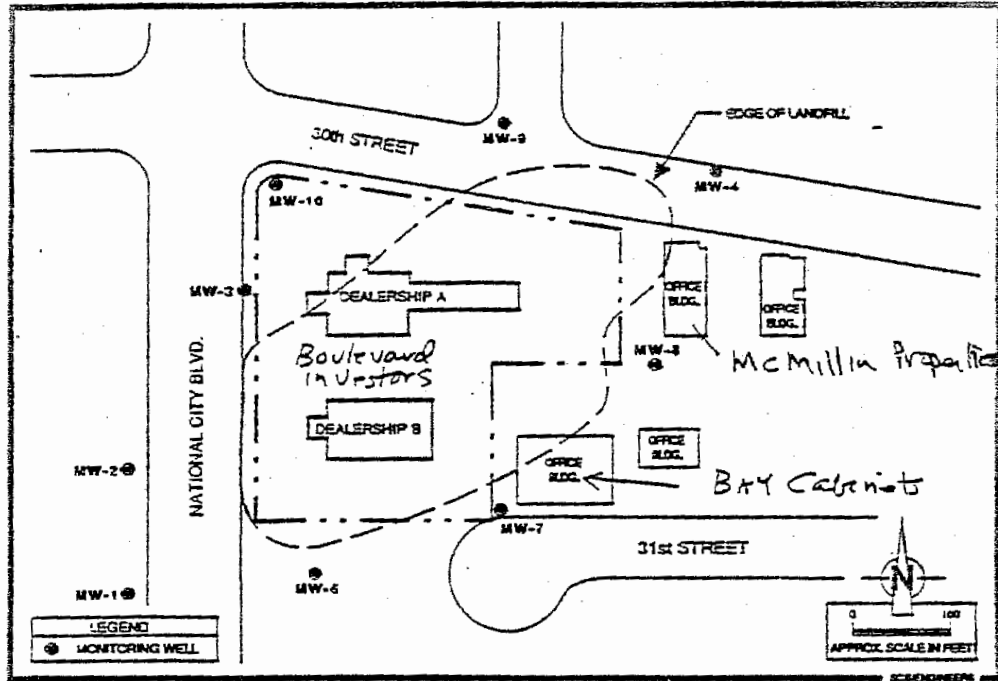 EDGE OF LANDFILL
30th STREET
MW-9
MW-4
MW-10
MW-3
DEALERSHIP A
OFFICE
BLDG.
OFFICE
BLDG.
Boulevard
investors
MW-8
McMillin Properties
NATIONAL CITY BLVD.
DEALERSHIP B
OFFICE
BLDG.
OFFICE
BLDG.
BAY Cabinets
MW-2
MW-7
31st STREET
MW-1
N
LEGEND
MONITORING WELL
0 100
APPROX. SCALE IN FEET
SCS ENGINEERS